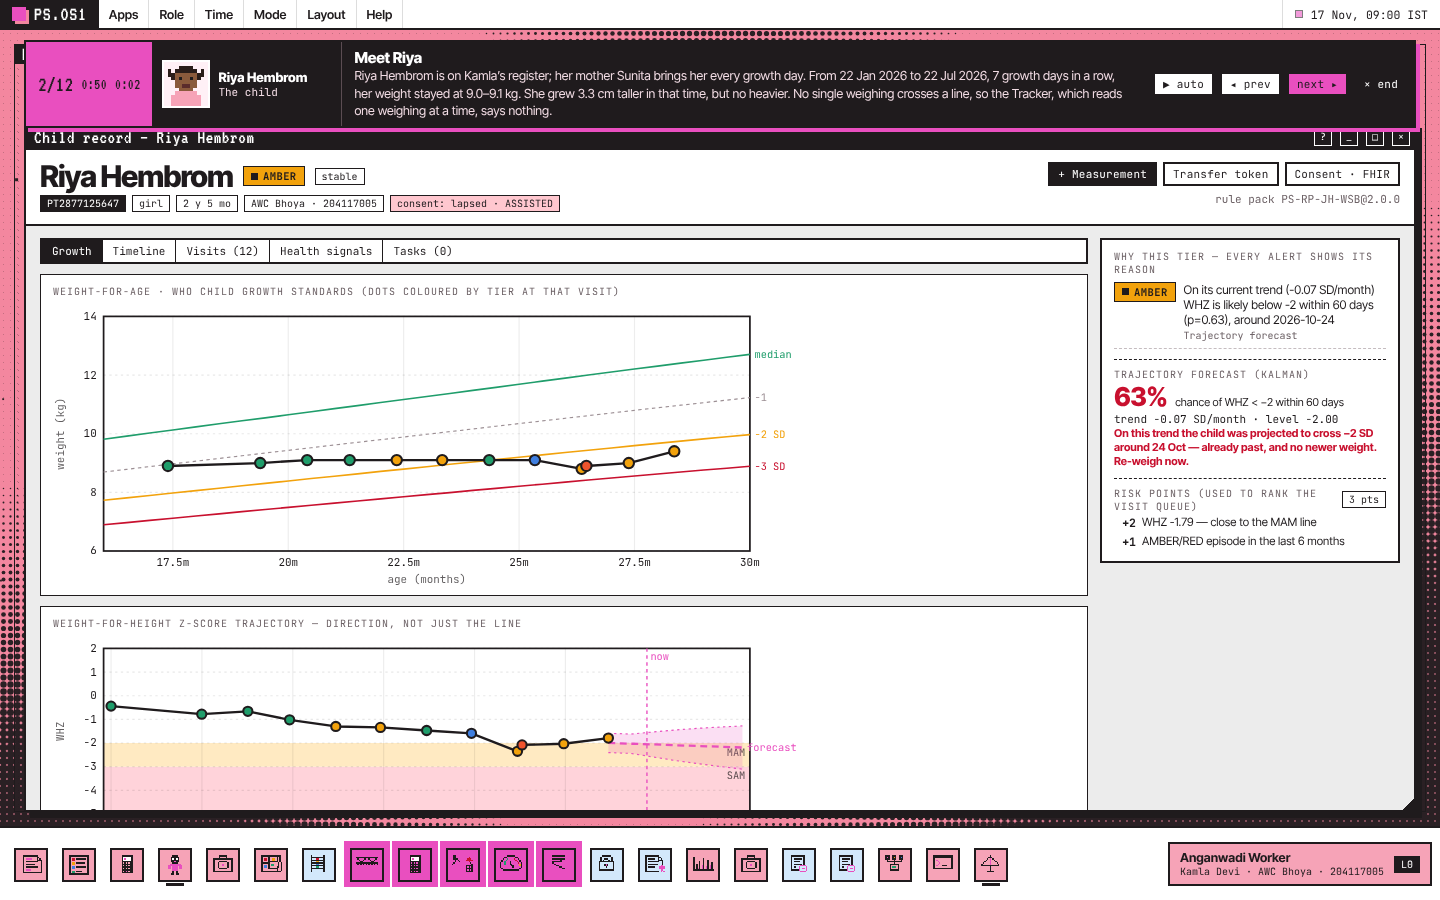 PS.OS1
Apps
Role
Time
Mode
Layout
Help
17 Nov, 09:00 IST
2/12 0:50 0:02
Riya Hembrom
The child
Meet Riya
Riya Hembrom is on Kamla's register; her mother Sunita brings her every growth day. From 22 Jan 2026 to 22 Jul 2026, 7 growth days in a row,
her weight stayed at 9.0–9.1 kg. She grew 3.3 cm taller in that time, but no heavier. No single weighing crosses a line, so the Tracker, which reads
one weighing at a time, says nothing.
▶ auto
◂ prev
next ▸
× end
Child record — Riya Hembrom
? _ □ ×
Riya Hembrom
AMBER
stable
+ Measurement
Transfer token
Consent · FHIR
PT2877125647
girl
2 y 5 mo
AWC Bhoya · 204117005
consent: lapsed · ASSISTED
rule pack PS-RP-JH-WSB@2.0.0
Growth
Timeline
Visits (12)
Health signals
Tasks (0)
WEIGHT-FOR-AGE · WHO CHILD GROWTH STANDARDS (DOTS COLOURED BY TIER AT THAT VISIT)
14
12
10
8
6
weight (kg)
median
-1
-2 SD
-3 SD
17.5m
20m
22.5m
25m
27.5m
30m
age (months)
WEIGHT-FOR-HEIGHT Z-SCORE TRAJECTORY — DIRECTION, NOT JUST THE LINE
2
1
0
-1
-2
-3
-4
WHZ
now
forecast
MAM
SAM
WHY THIS TIER — EVERY ALERT SHOWS ITS
REASON
AMBER
On its current trend (-0.07 SD/month)
WHZ is likely below -2 within 60 days
(p=0.63), around 2026-10-24
Trajectory forecast
TRAJECTORY FORECAST (KALMAN)
63% chance of WHZ < −2 within 60 days
trend -0.07 SD/month · level -2.00
On this trend the child was projected to cross −2 SD
around 24 Oct — already past, and no newer weight.
Re-weigh now.
RISK POINTS (USED TO RANK THE
VISIT QUEUE)
3 pts
+2 WHZ -1.79 — close to the MAM line
+1 AMBER/RED episode in the last 6 months
Anganwadi Worker
Kamla Devi · AWC Bhoya · 204117005
L0